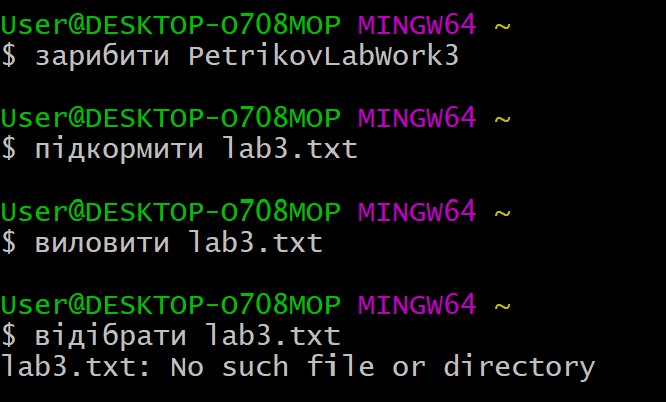 User@DESKTOP-O708MOP MINGW64 ~
$ зарибити PetrikovLabWork3
User@DESKTOP-O708MOP MINGW64 ~
$ підкормити lab3.txt
User@DESKTOP-O708MOP MINGW64 ~
$ виловити lab3.txt
User@DESKTOP-O708MOP MINGW64 ~
$ відібрати lab3.txt
lab3.txt: No such file or directory